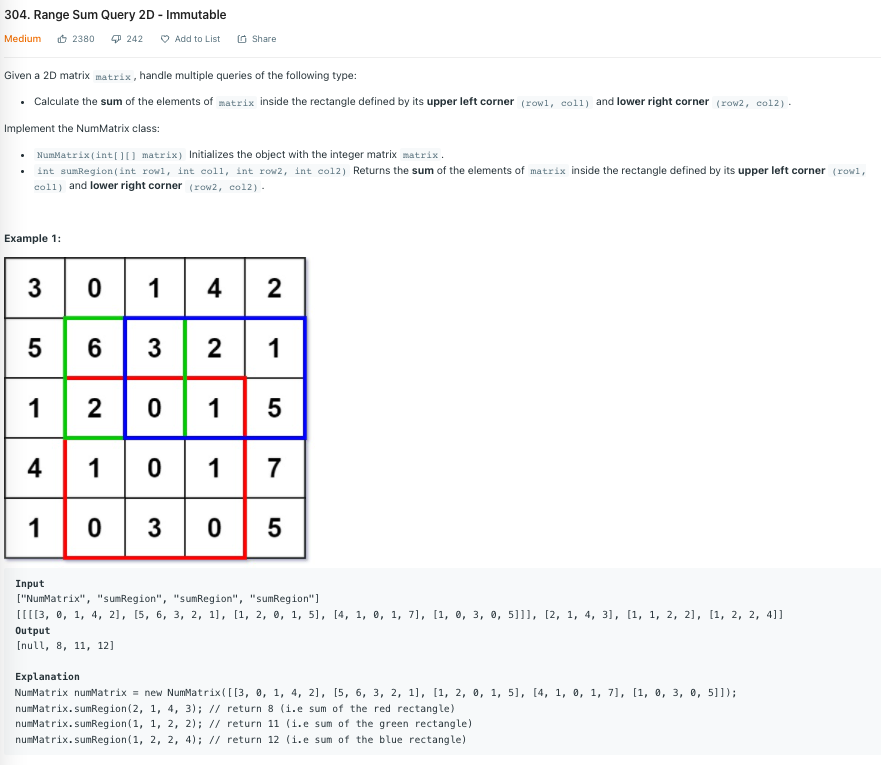 304. Range Sum Query 2D - Immutable
Medium 2380 242 Add to List Share
Given a 2D matrix matrix, handle multiple queries of the following type:
• Calculate the sum of the elements of matrix inside the rectangle defined by its upper left corner (row1, col1) and lower right corner (row2, col2).
Implement the NumMatrix class:
• NumMatrix(int[][] matrix) Initializes the object with the integer matrix matrix.
• int sumRegion(int row1, int col1, int row2, int col2) Returns the sum of the elements of matrix inside the rectangle defined by its upper left corner (row1,
col1) and lower right corner (row2, col2).
Example 1:
3 0 1 4 2
5 6 3 2 1
1 2 0 1 5
4 1 0 1 7
1 0 3 0 5
Input
["NumMatrix", "sumRegion", "sumRegion", "sumRegion"]
[[[[3, 0, 1, 4, 2], [5, 6, 3, 2, 1], [1, 2, 0, 1, 5], [4, 1, 0, 1, 7], [1, 0, 3, 0, 5]]], [2, 1, 4, 3], [1, 1, 2, 2], [1, 2, 2, 4]]
Output
[null, 8, 11, 12]
Explanation
NumMatrix numMatrix = new NumMatrix([[3, 0, 1, 4, 2], [5, 6, 3, 2, 1], [1, 2, 0, 1, 5], [4, 1, 0, 1, 7], [1, 0, 3, 0, 5]]);
numMatrix.sumRegion(2, 1, 4, 3); // return 8 (i.e sum of the red rectangle)
numMatrix.sumRegion(1, 1, 2, 2); // return 11 (i.e sum of the green rectangle)
numMatrix.sumRegion(1, 2, 2, 4); // return 12 (i.e sum of the blue rectangle)